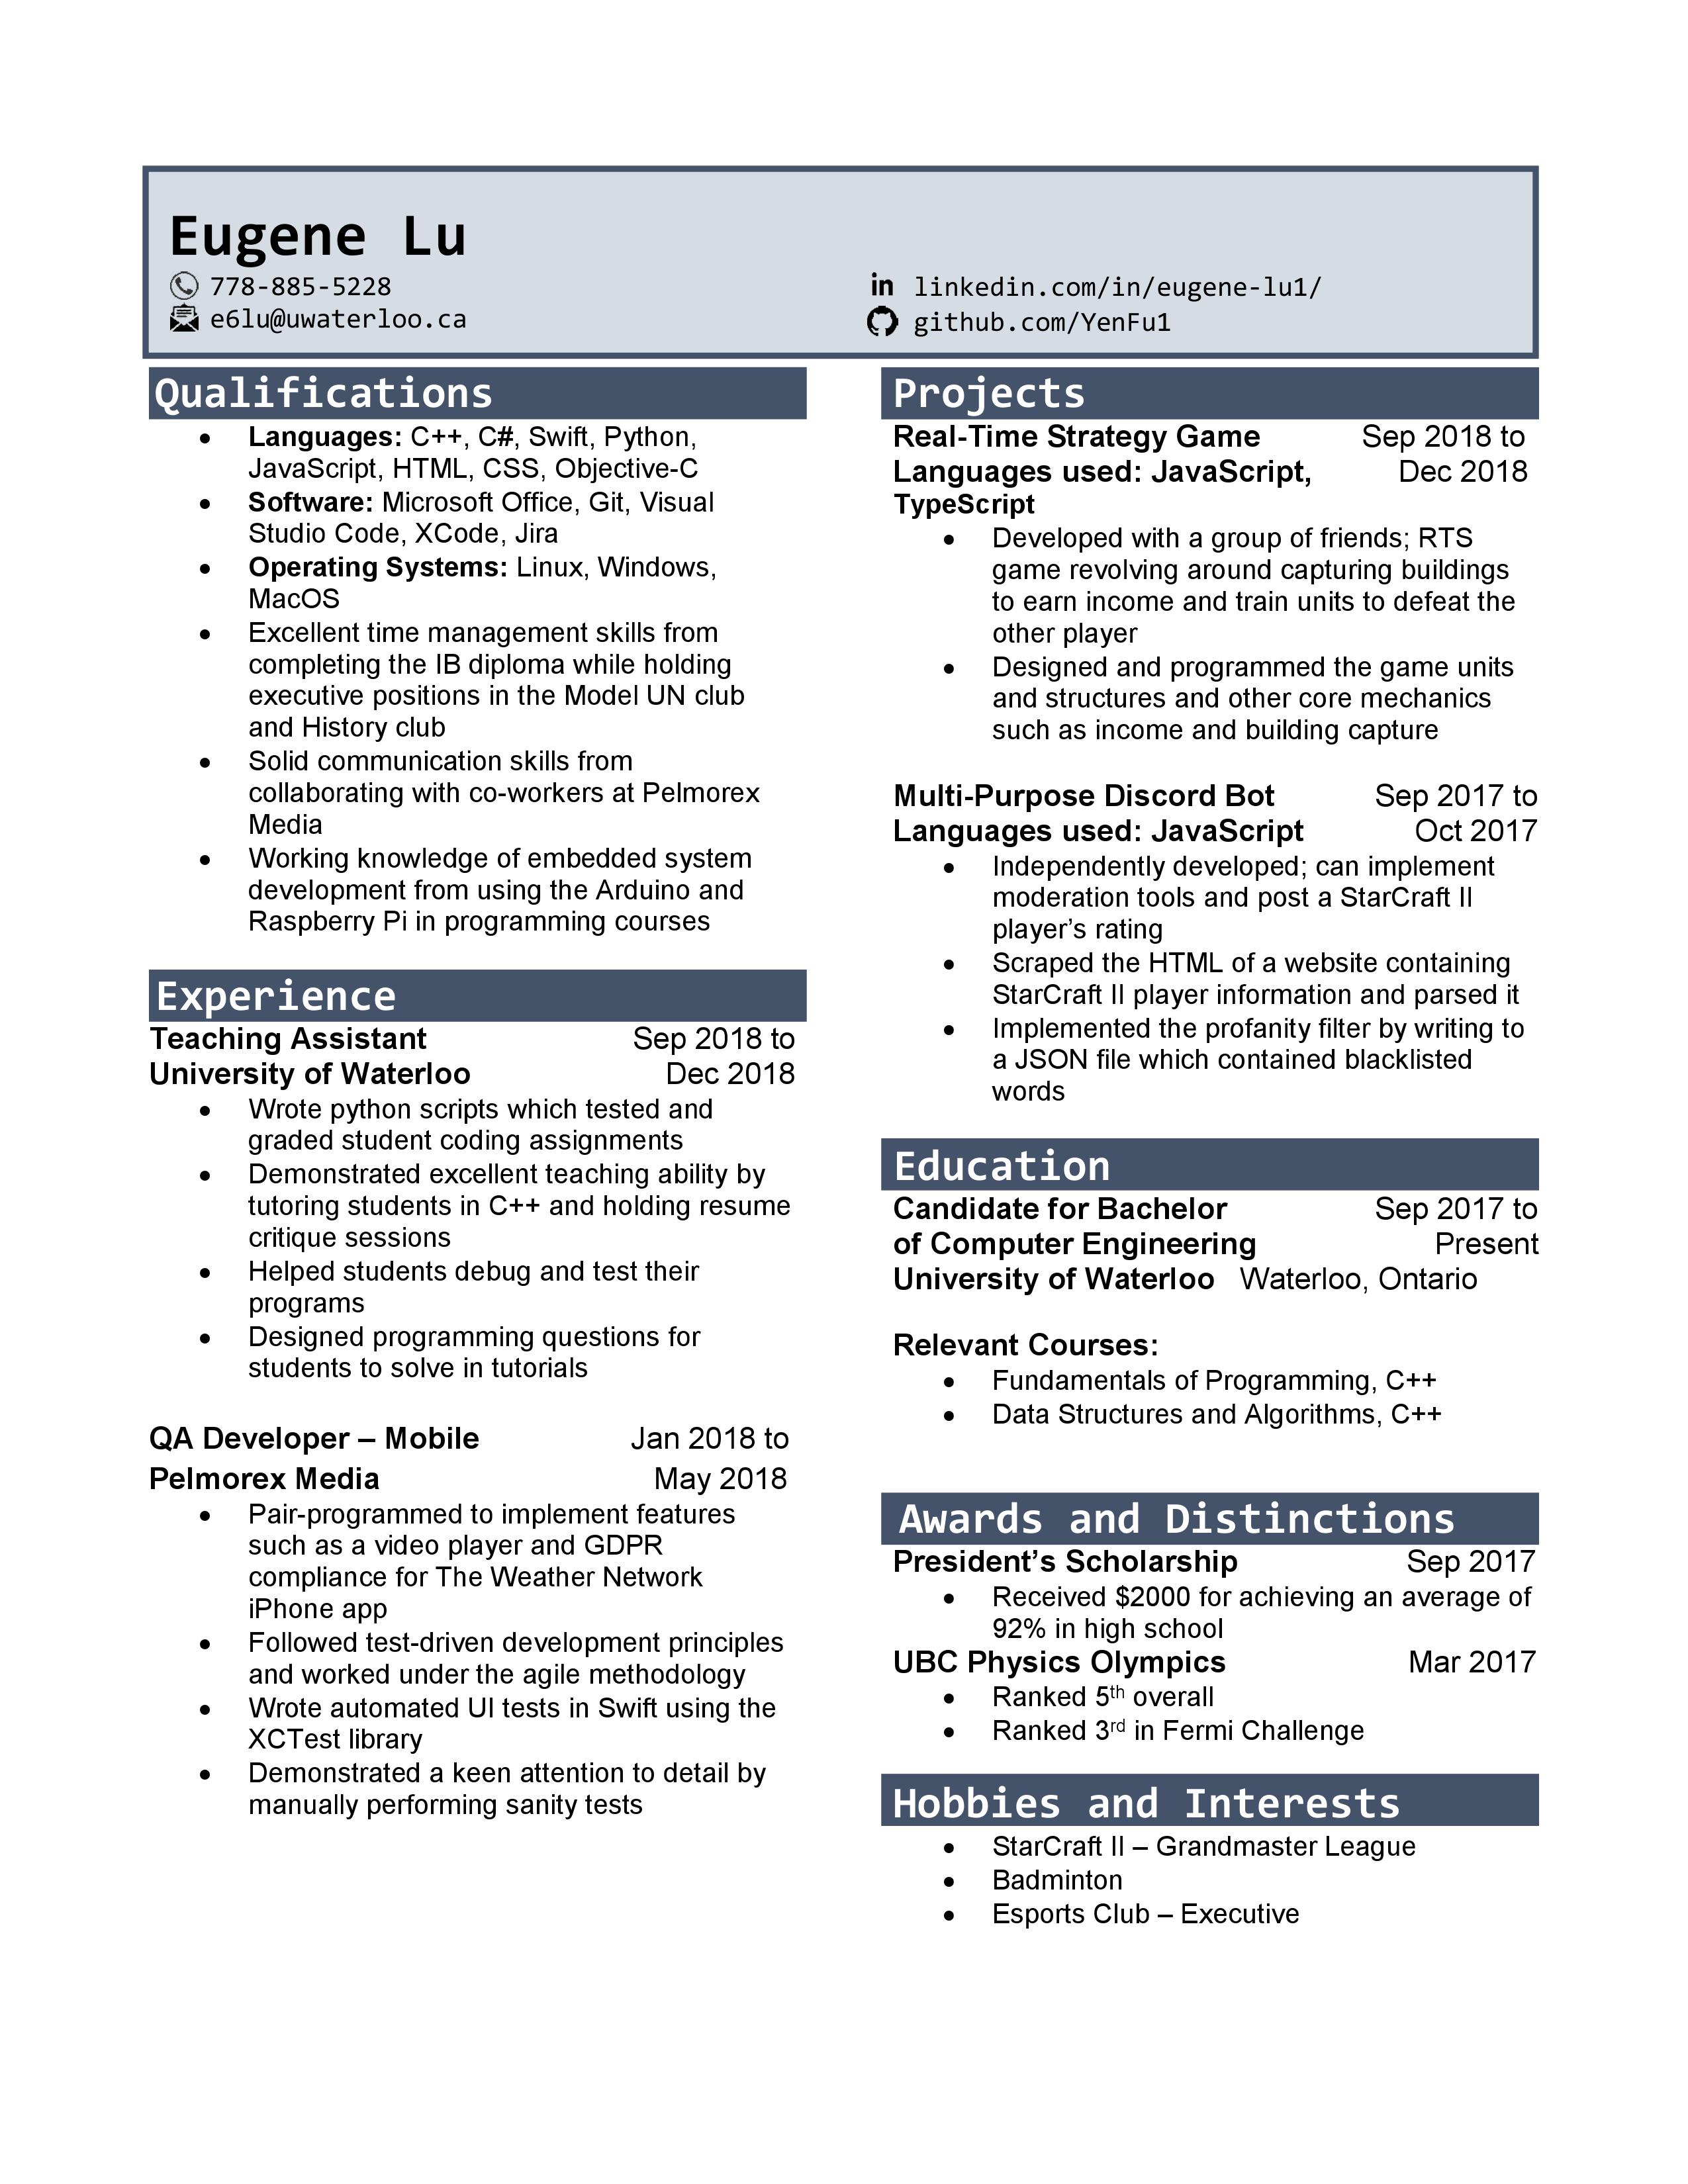 Eugene Lu
778-885-5228
e6lu@uwaterloo.ca
linkedin.com/in/eugene-lu1/
github.com/YenFu1
Qualifications
• Languages: C++, C#, Swift, Python,
JavaScript, HTML, CSS, Objective-C
• Software: Microsoft Office, Git, Visual
Studio Code, XCode, Jira
• Operating Systems: Linux, Windows,
MacOS
• Excellent time management skills from
completing the IB diploma while holding
executive positions in the Model UN club
and History club
• Solid communication skills from
collaborating with co-workers at Pelmorex
Media
• Working knowledge of embedded system
development from using the Arduino and
Raspberry Pi in programming courses
Experience
Teaching Assistant Sep 2018 to
University of Waterloo Dec 2018
• Wrote python scripts which tested and
graded student coding assignments
• Demonstrated excellent teaching ability by
tutoring students in C++ and holding resume
critique sessions
• Helped students debug and test their
programs
• Designed programming questions for
students to solve in tutorials
QA Developer – Mobile Jan 2018 to
Pelmorex Media May 2018
• Pair-programmed to implement features
such as a video player and GDPR
compliance for The Weather Network
iPhone app
• Followed test-driven development principles
and worked under the agile methodology
• Wrote automated UI tests in Swift using the
XCTest library
• Demonstrated a keen attention to detail by
manually performing sanity tests
Projects
Real-Time Strategy Game Sep 2018 to
Languages used: JavaScript, Dec 2018
TypeScript
• Developed with a group of friends; RTS
game revolving around capturing buildings
to earn income and train units to defeat the
other player
• Designed and programmed the game units
and structures and other core mechanics
such as income and building capture
Multi-Purpose Discord Bot Sep 2017 to
Languages used: JavaScript Oct 2017
• Independently developed; can implement
moderation tools and post a StarCraft II
player’s rating
• Scraped the HTML of a website containing
StarCraft II player information and parsed it
• Implemented the profanity filter by writing to
a JSON file which contained blacklisted
words
Education
Candidate for Bachelor Sep 2017 to
of Computer Engineering Present
University of Waterloo Waterloo, Ontario
Relevant Courses:
• Fundamentals of Programming, C++
• Data Structures and Algorithms, C++
Awards and Distinctions
President’s Scholarship Sep 2017
• Received $2000 for achieving an average of
92% in high school
UBC Physics Olympics Mar 2017
• Ranked 5th overall
• Ranked 3rd in Fermi Challenge
Hobbies and Interests
• StarCraft II – Grandmaster League
• Badminton
• Esports Club – Executive